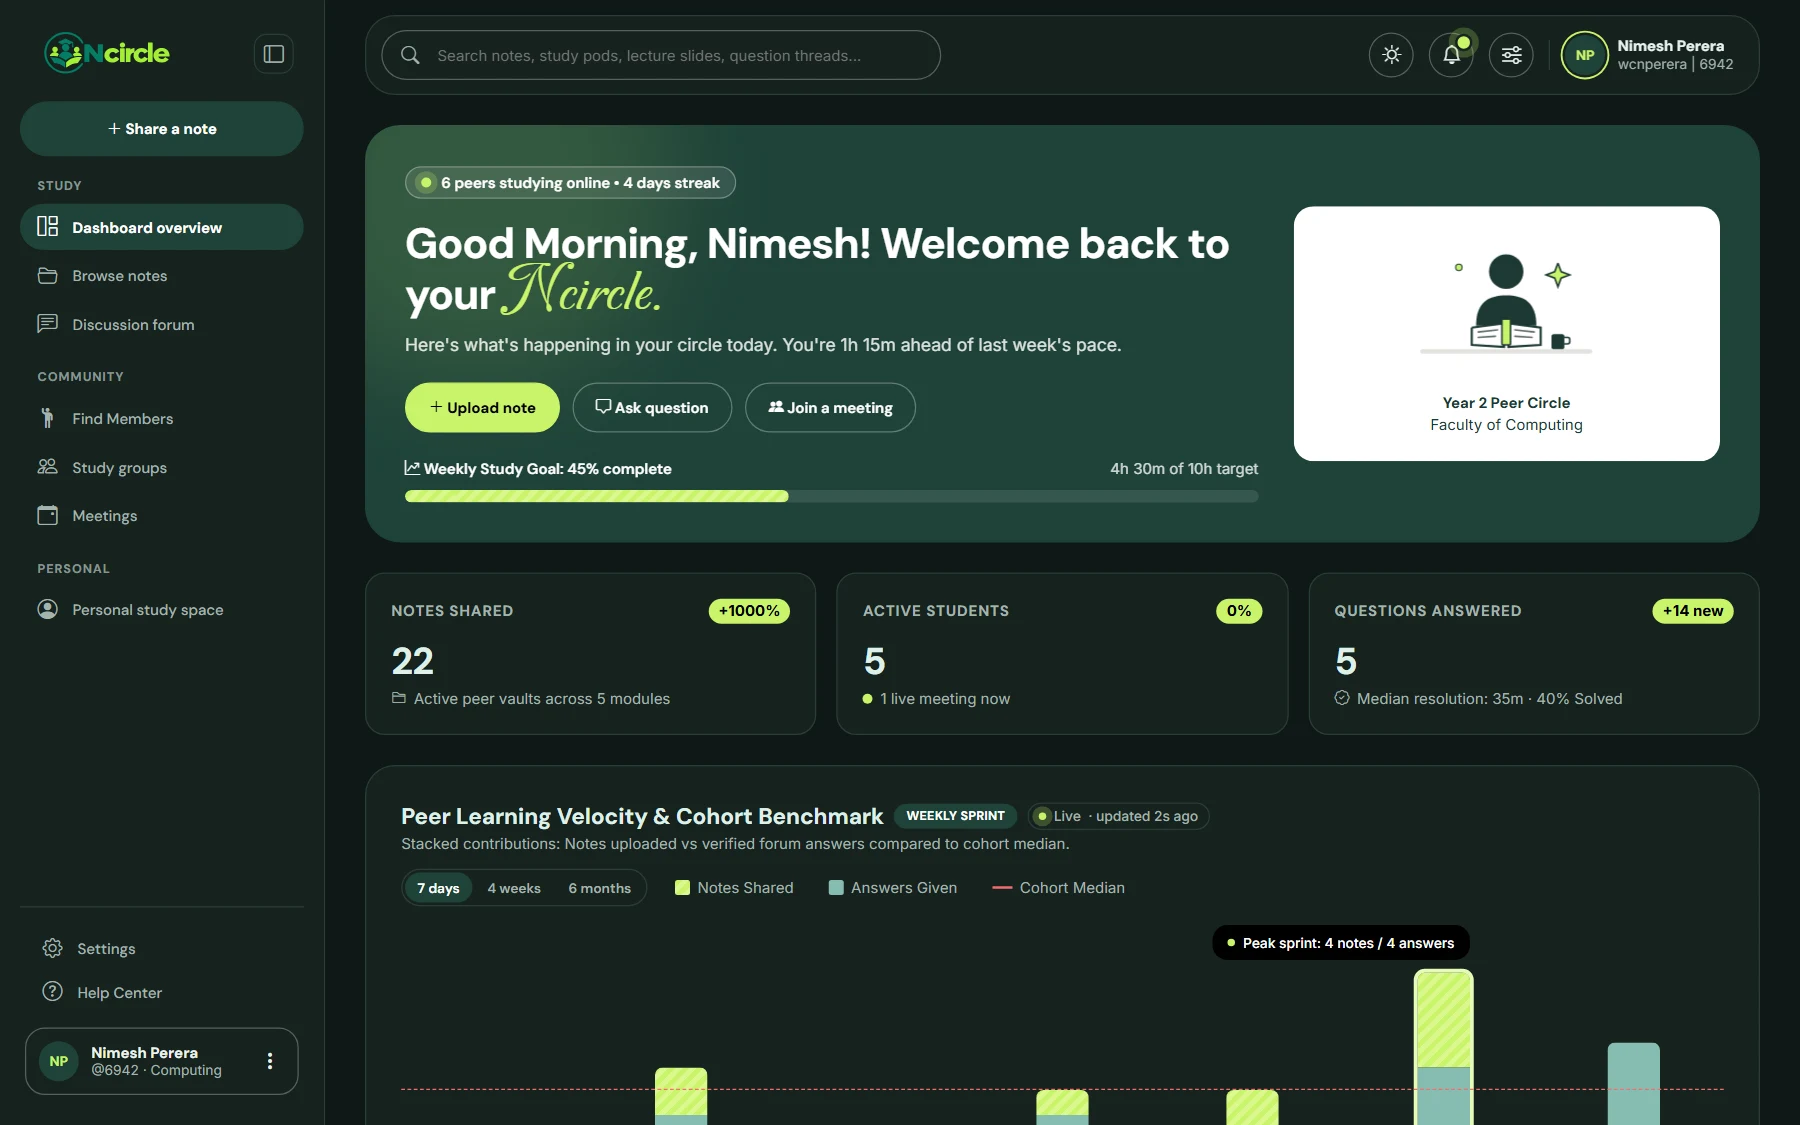 Ncircle
Share a note
STUDY
Dashboard overview
Browse notes
Discussion forum
COMMUNITY
Find Members
Study groups
Meetings
PERSONAL
Personal study space
Settings
Help Center
NP
Nimesh Perera
@6942 · Computing
Search notes, study pods, lecture slides, question threads...
NP
Nimesh Perera
wcnperera | 6942
6 peers studying online • 4 days streak
Good Morning, Nimesh! Welcome back to
your Ncircle.
Here's what's happening in your circle today. You're 1h 15m ahead of last week's pace.
+ Upload note
Ask question
Join a meeting
Weekly Study Goal: 45% complete
4h 30m of 10h target
Year 2 Peer Circle
Faculty of Computing
NOTES SHARED
+1000%
22
Active peer vaults across 5 modules
ACTIVE STUDENTS
0%
5
1 live meeting now
QUESTIONS ANSWERED
+14 new
5
Median resolution: 35m · 40% Solved
Peer Learning Velocity & Cohort Benchmark
WEEKLY SPRINT
Live · updated 2s ago
Stacked contributions: Notes uploaded vs verified forum answers compared to cohort median.
7 days
4 weeks
6 months
Notes Shared
Answers Given
Cohort Median
Peak sprint: 4 notes / 4 answers